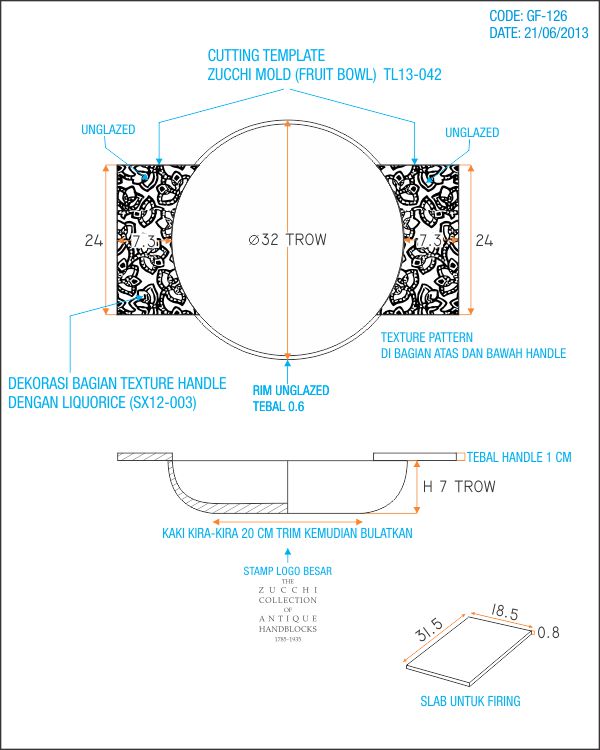 CODE: GF-126
DATE: 21/06/2013
CUTTING TEMPLATE
ZUCCHI MOLD (FRUIT BOWL) TL13-042
UNGLAZED
UNGLAZED
24
7.3
Ø32 TROW
7.3
24
TEXTURE PATTERN
DI BAGIAN ATAS DAN BAWAH HANDLE
DEKORASI BAGIAN TEXTURE HANDLE
DENGAN LIQUORICE (SX12-003)
RIM UNGLAZED
TEBAL 0.6
TEBAL HANDLE 1 CM
H 7 TROW
KAKI KIRA-KIRA 20 CM TRIM KEMUDIAN BULATKAN
STAMP LOGO BESAR
THE
ZUCCHI
COLLECTION
OF
ANTIQUE
HANDBLOCKS
1785-1935
31.5
18.5
0.8
SLAB UNTUK FIRING